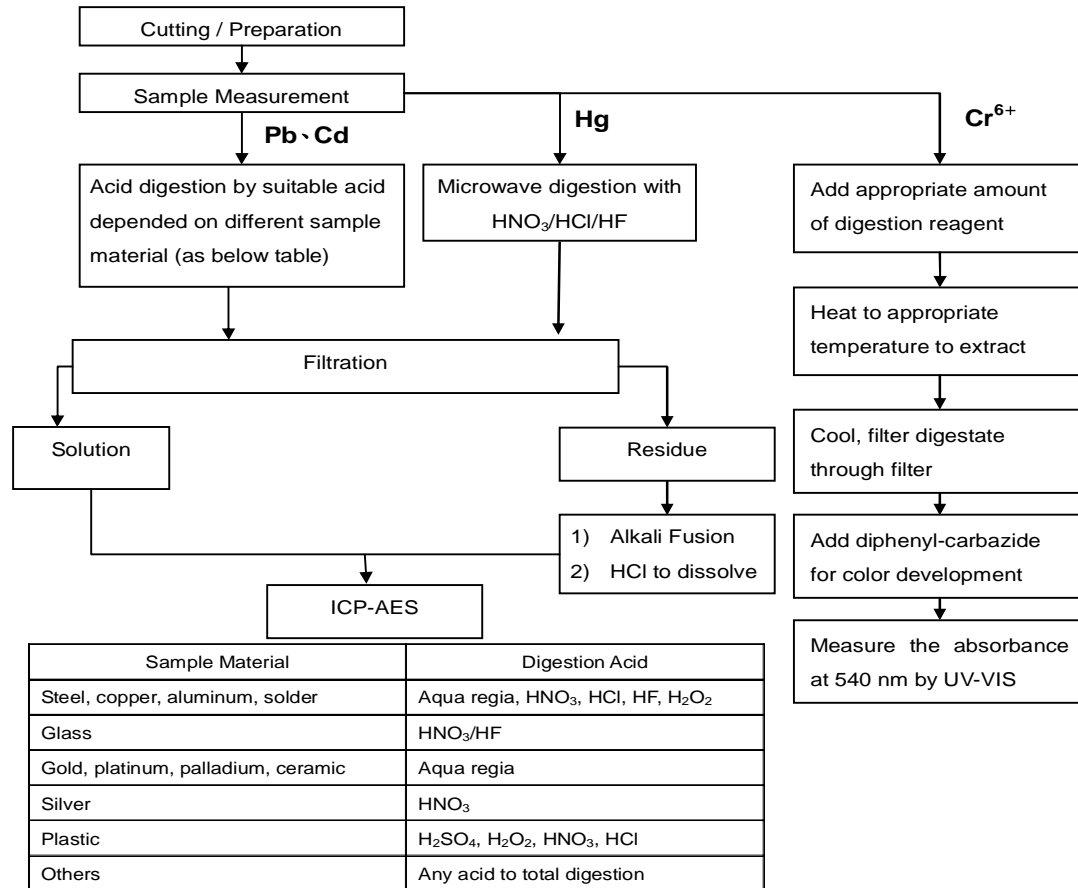 Cutting / Preparation
Sample Measurement
Pb、Cd
Hg
Cr⁶⁺
Acid digestion by suitable acid
depended on different sample
material (as below table)
Microwave digestion with
HNO₃/HCl/HF
Add appropriate amount
of digestion reagent
Heat to appropriate
temperature to extract
Filtration
Solution
Residue
Cool, filter digestate
through filter
1) Alkali Fusion
2) HCl to dissolve
Add diphenyl-carbazide
for color development
ICP-AES
Measure the absorbance
at 540 nm by UV-VIS
Sample Material Digestion Acid
Steel, copper, aluminum, solder Aqua regia, HNO₃, HCl, HF, H₂O₂
Glass HNO₃/HF
Gold, platinum, palladium, ceramic Aqua regia
Silver HNO₃
Plastic H₂SO₄, H₂O₂, HNO₃, HCl
Others Any acid to total digestion